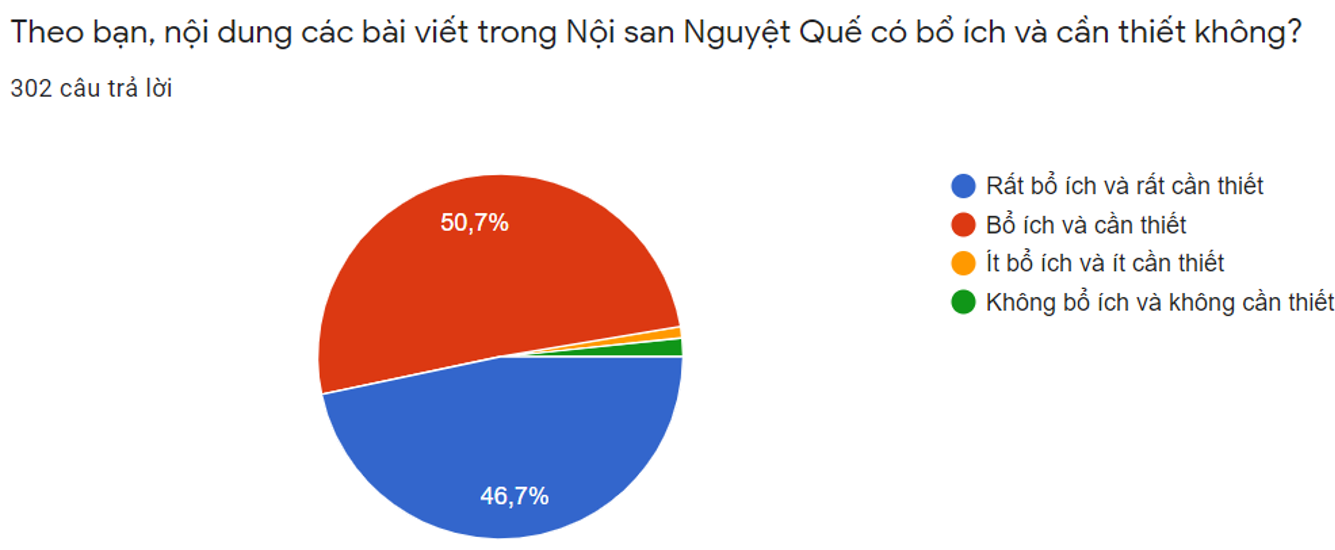 Theo bạn, nội dung các bài viết trong Nội san Nguyệt Quế có bổ ích và cần thiết không?
302 câu trả lời
50,7%
46,7%
Rất bổ ích và rất cần thiết
Bổ ích và cần thiết
Ít bổ ích và ít cần thiết
Không bổ ích và không cần thiết